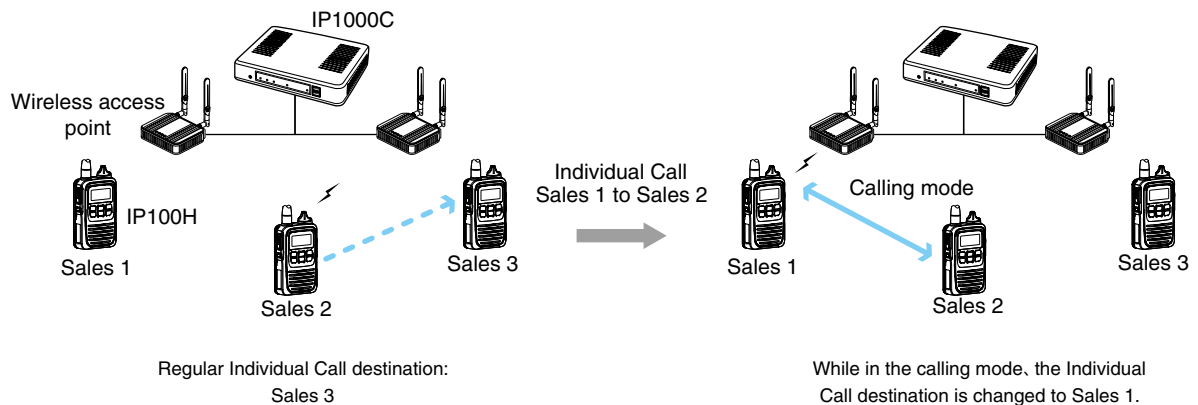 IP1000C
Wireless access
point
IP100H
Sales 1
Sales 2
Sales 3
Regular Individual Call destination:
Sales 3
Individual Call
Sales 1 to Sales 2
Calling mode
Sales 1
Sales 2
Sales 3
While in the calling mode、the Individual
Call destination is changed to Sales 1.